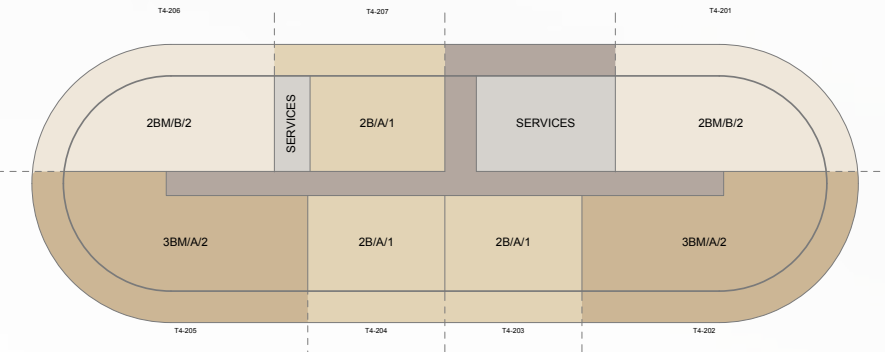 T4-206
T4-207
T4-201
2BM/B/2
SERVICES
2B/A/1
SERVICES
2BM/B/2
3BM/A/2
2B/A/1
2B/A/1
3BM/A/2
T4-205
T4-204
T4-203
T4-202